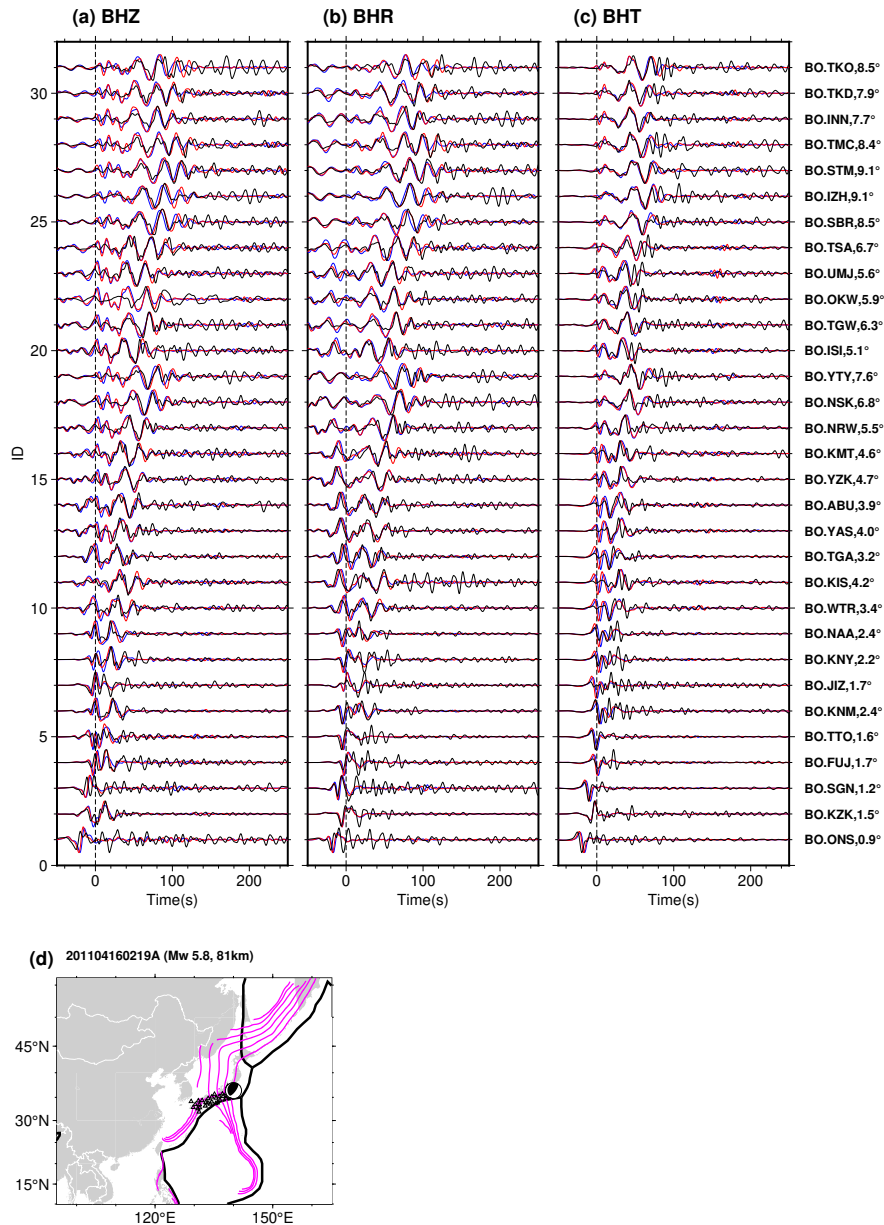 (a) BHZ
(b) BHR
(c) BHT
BO.TKO,8.5°
30
BO.TKD,7.9°
BO.INN,7.7°
BO.TMC,8.4°
BO.STM,9.1°
BO.IZH,9.1°
25
BO.SBR,8.5°
BO.TSA,6.7°
BO.UMJ,5.6°
BO.OKW,5.9°
BO.TGW,6.3°
20
BO.ISI,5.1°
BO.YTY,7.6°
BO.NSK,6.8°
BO.NRW,5.5°
ID
BO.KMT,4.6°
15
BO.YZK,4.7°
BO.ABU,3.9°
BO.YAS,4.0°
BO.TGA,3.2°
BO.KIS,4.2°
10
BO.WTR,3.4°
BO.NAA,2.4°
BO.KNY,2.2°
BO.JIZ,1.7°
BO.KNM,2.4°
5
BO.TTO,1.6°
BO.FUJ,1.7°
BO.SGN,1.2°
BO.KZK,1.5°
BO.ONS,0.9°
0
0 100 200
0 100 200
0 100 200
Time(s)
Time(s)
Time(s)
(d) 201104160219A (Mw 5.8, 81km)
45°N
30°N
15°N
120°E
150°E